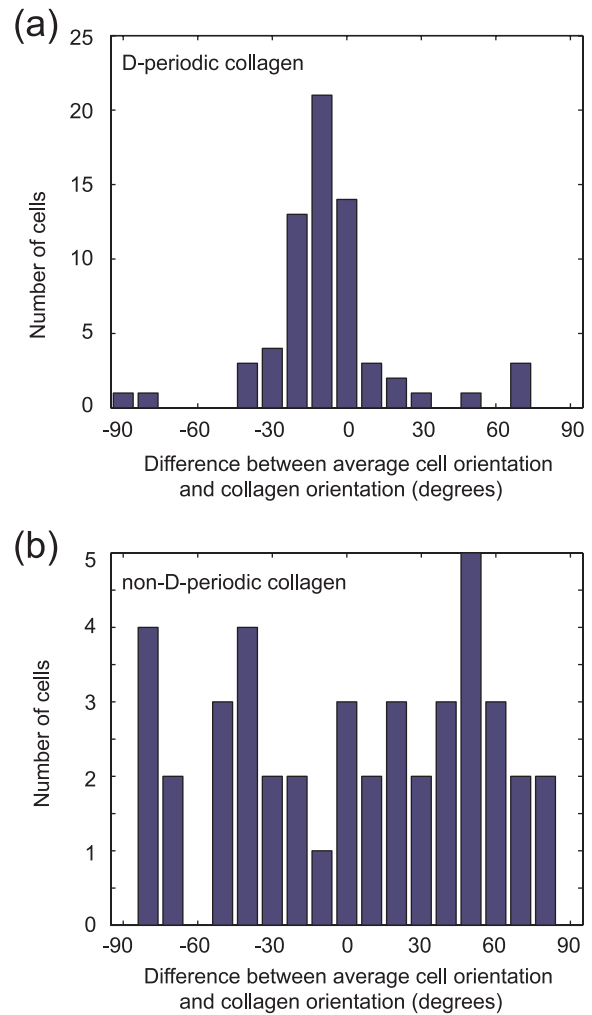 (a)
25
20
15
10
5
0
D-periodic collagen
Number of cells
-90 -60 -30 0 30 60 90
Difference between average cell orientation
and collagen orientation (degrees)
(b)
5
4
3
2
1
0
non-D-periodic collagen
Number of cells
-90 -60 -30 0 30 60 90
Difference between average cell orientation
and collagen orientation (degrees)